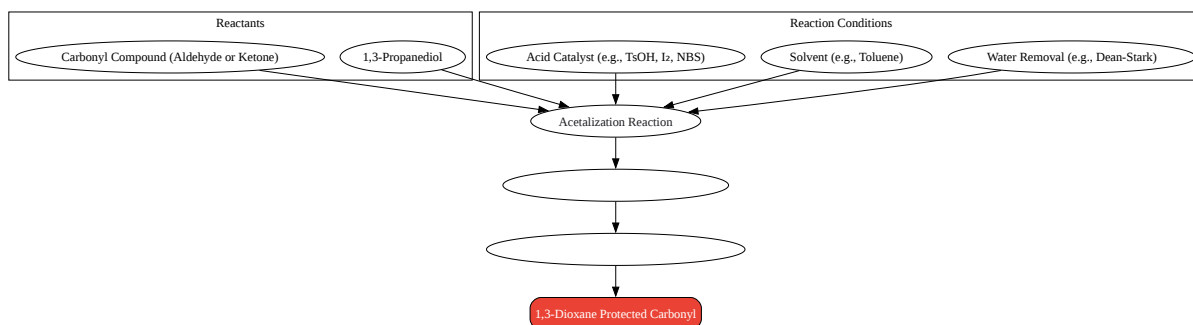 Reactants
Reaction Conditions
Carbonyl Compound (Aldehyde or Ketone)
1,3-Propanediol
Acid Catalyst (e.g., TsOH, I₂, NBS)
Solvent (e.g., Toluene)
Water Removal (e.g., Dean-Stark)
Acetalization Reaction
1,3-Dioxane Protected Carbonyl